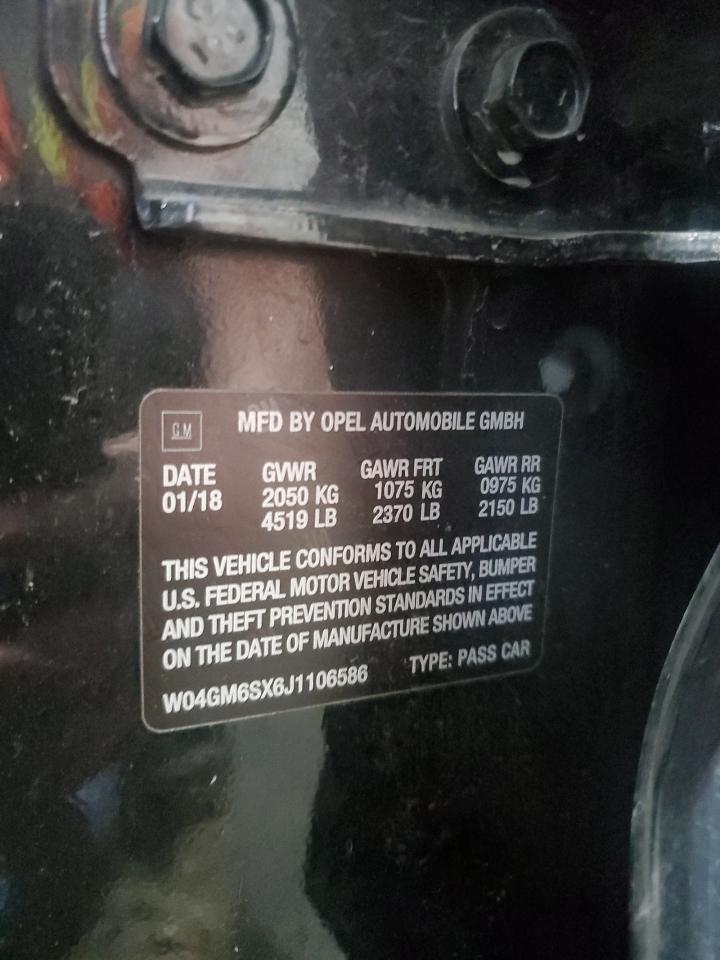 GM
MFD BY OPEL AUTOMOBILE GMBH
DATE GVWR GAWR FRT GAWR RR
01/18 2050 KG 1075 KG 0975 KG
4519 LB 2370 LB 2150 LB
THIS VEHICLE CONFORMS TO ALL APPLICABLE
U.S. FEDERAL MOTOR VEHICLE SAFETY, BUMPER
AND THEFT PREVENTION STANDARDS IN EFFECT
ON THE DATE OF MANUFACTURE SHOWN ABOVE
W04GM6SX6J1106586 TYPE: PASS CAR